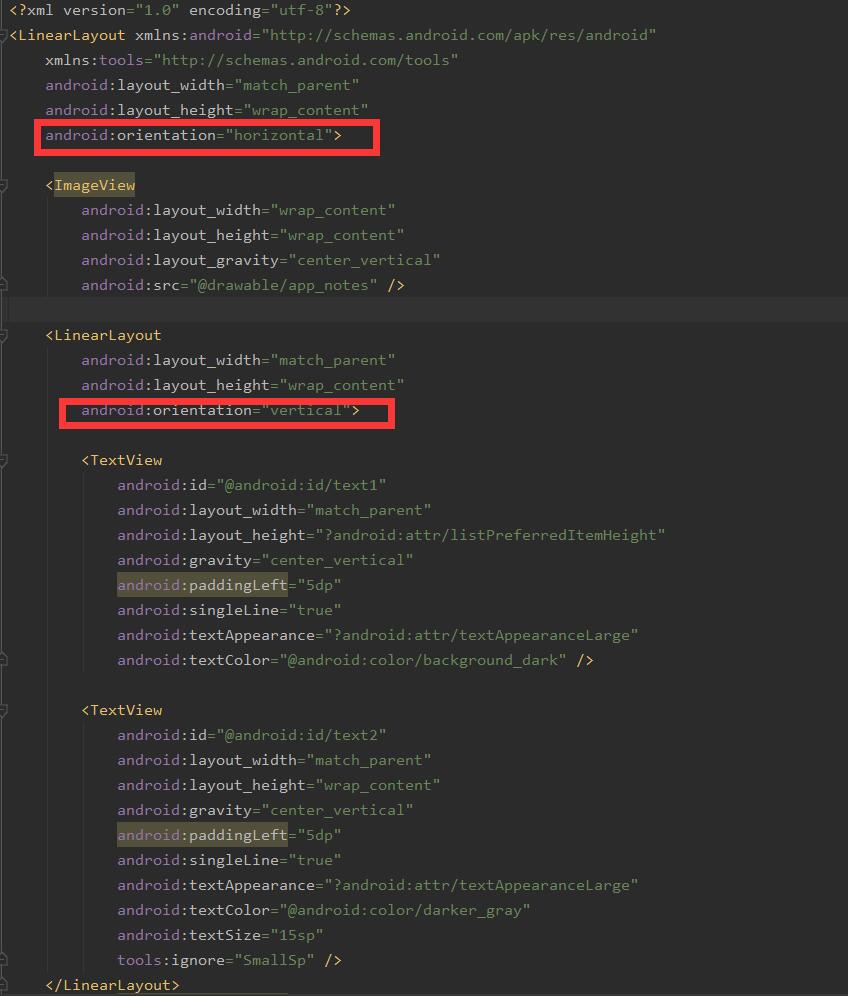 <?xml version="1.0" encoding="utf-8"?>
<LinearLayout xmlns:android="http://schemas.android.com/apk/res/android"
    xmlns:tools="http://schemas.android.com/tools"
    android:layout_width="match_parent"
    android:layout_height="wrap_content"
    android:orientation="horizontal">

    <ImageView
        android:layout_width="wrap_content"
        android:layout_height="wrap_content"
        android:layout_gravity="center_vertical"
        android:src="@drawable/app_notes" />

    <LinearLayout
        android:layout_width="match_parent"
        android:layout_height="wrap_content"
        android:orientation="vertical">

        <TextView
            android:id="@android:id/text1"
            android:layout_width="match_parent"
            android:layout_height="?android:attr/listPreferredItemHeight"
            android:gravity="center_vertical"
            android:paddingLeft="5dp"
            android:singleLine="true"
            android:textAppearance="?android:attr/textAppearanceLarge"
            android:textColor="@android:color/background_dark" />

        <TextView
            android:id="@android:id/text2"
            android:layout_width="match_parent"
            android:layout_height="wrap_content"
            android:gravity="center_vertical"
            android:paddingLeft="5dp"
            android:singleLine="true"
            android:textAppearance="?android:attr/textAppearanceLarge"
            android:textColor="@android:color/darker_gray"
            android:textSize="15sp"
            tools:ignore="SmallSp" />
    </LinearLayout>